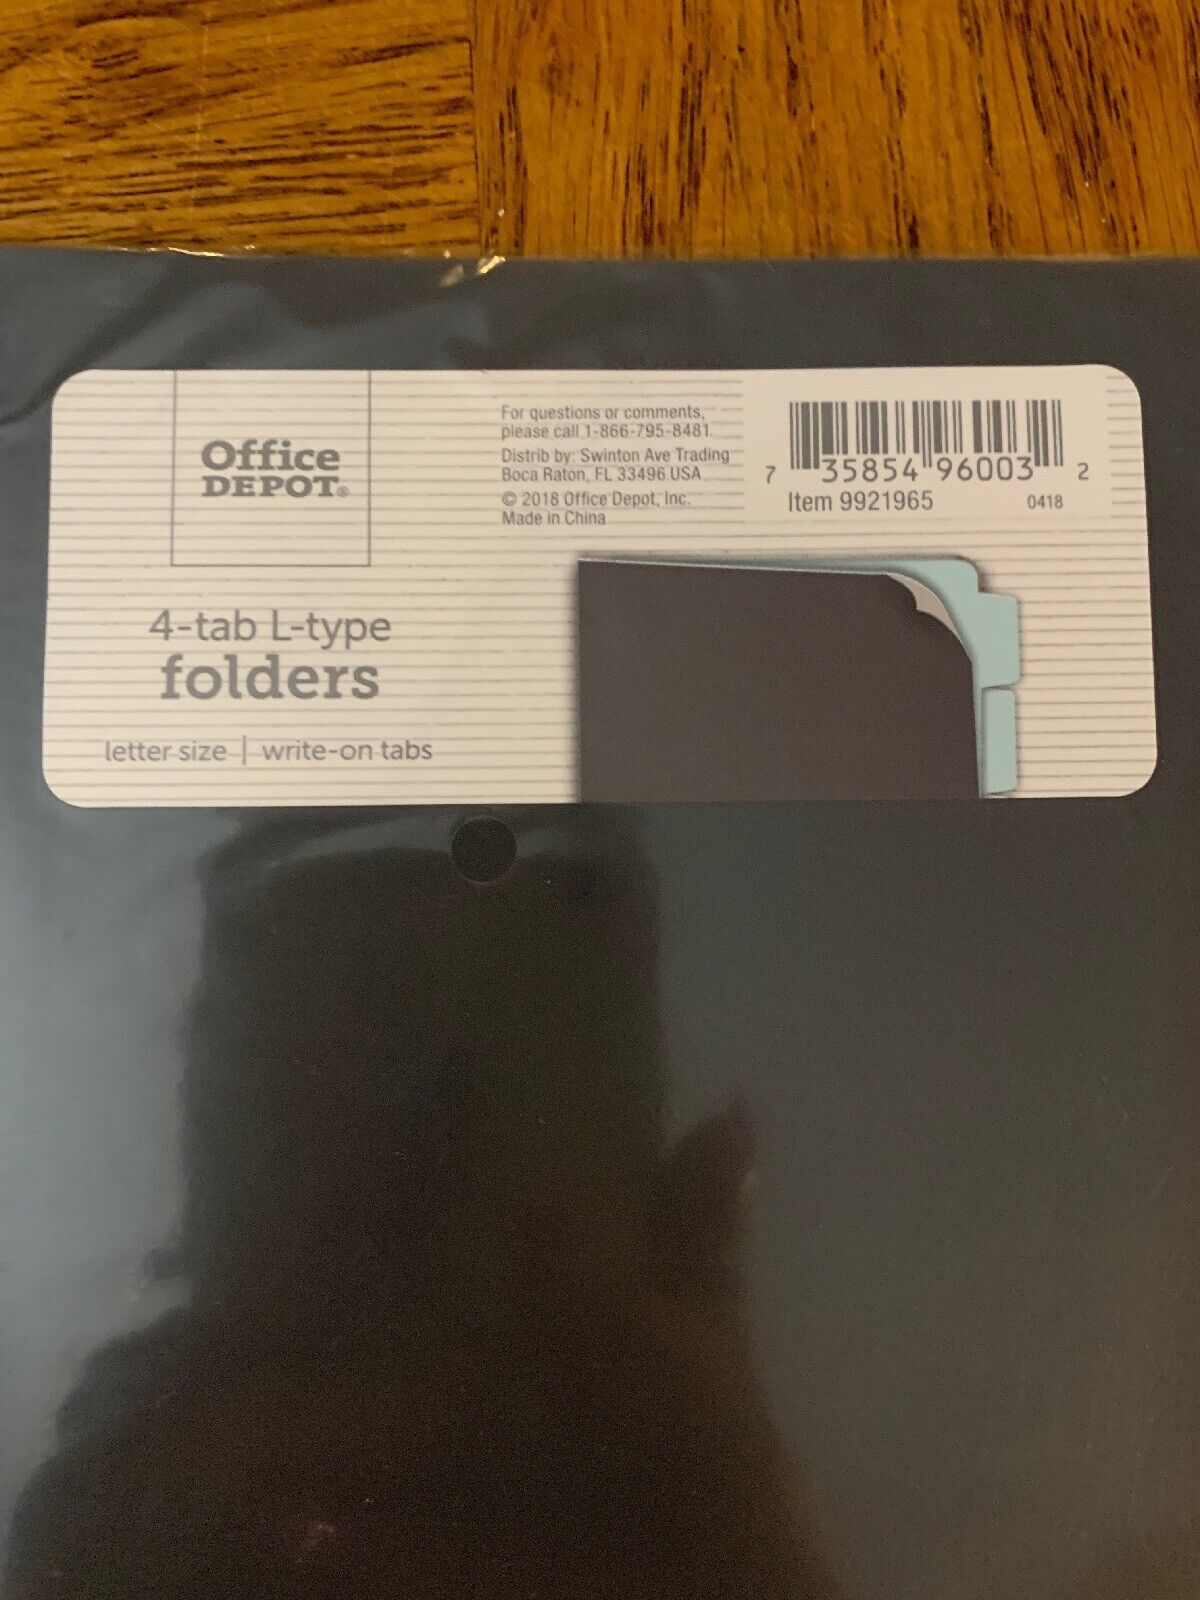 Office
DEPOT®
For questions or comments,
please call 1-866-795-8481.
Distrib by: Swinton Ave Trading
Boca Raton, FL 33496 USA
© 2018 Office Depot, Inc.
Made in China
7 35854 96003 2
Item 9921965 0418
4-tab L-type
folders
letter size | write-on tabs